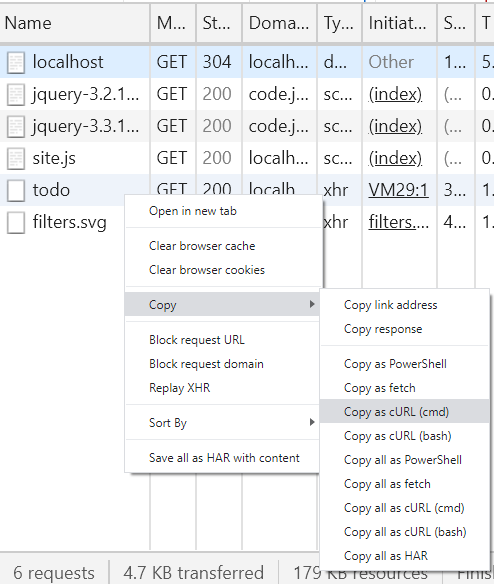 Name M... St... Doma... Ty... Initiat... S... T
localhost GET 304 localh... d... Other 1... 5.
jquery-3.2.1... GET 200 code.j... sc... (index) (... 0.
jquery-3.3.1... GET 200 code.j... sc... (index) (... 0.
site.js GET 200 localh... sc... (index) (... 0.
todo GET 200 localh xhr VM29:1 3... 1.
filters.svg xhr filters.... 4... 1.
Open in new tab
Clear browser cache
Clear browser cookies
Copy
Block request URL
Block request domain
Replay XHR
Sort By
Save all as HAR with content
Copy link address
Copy response
Copy as PowerShell
Copy as fetch
Copy as cURL (cmd)
Copy as cURL (bash)
Copy all as PowerShell
Copy all as fetch
Copy all as cURL (cmd)
Copy all as cURL (bash)
Copy all as HAR
6 requests 4.7 KB transferred 179 KB resources Finis